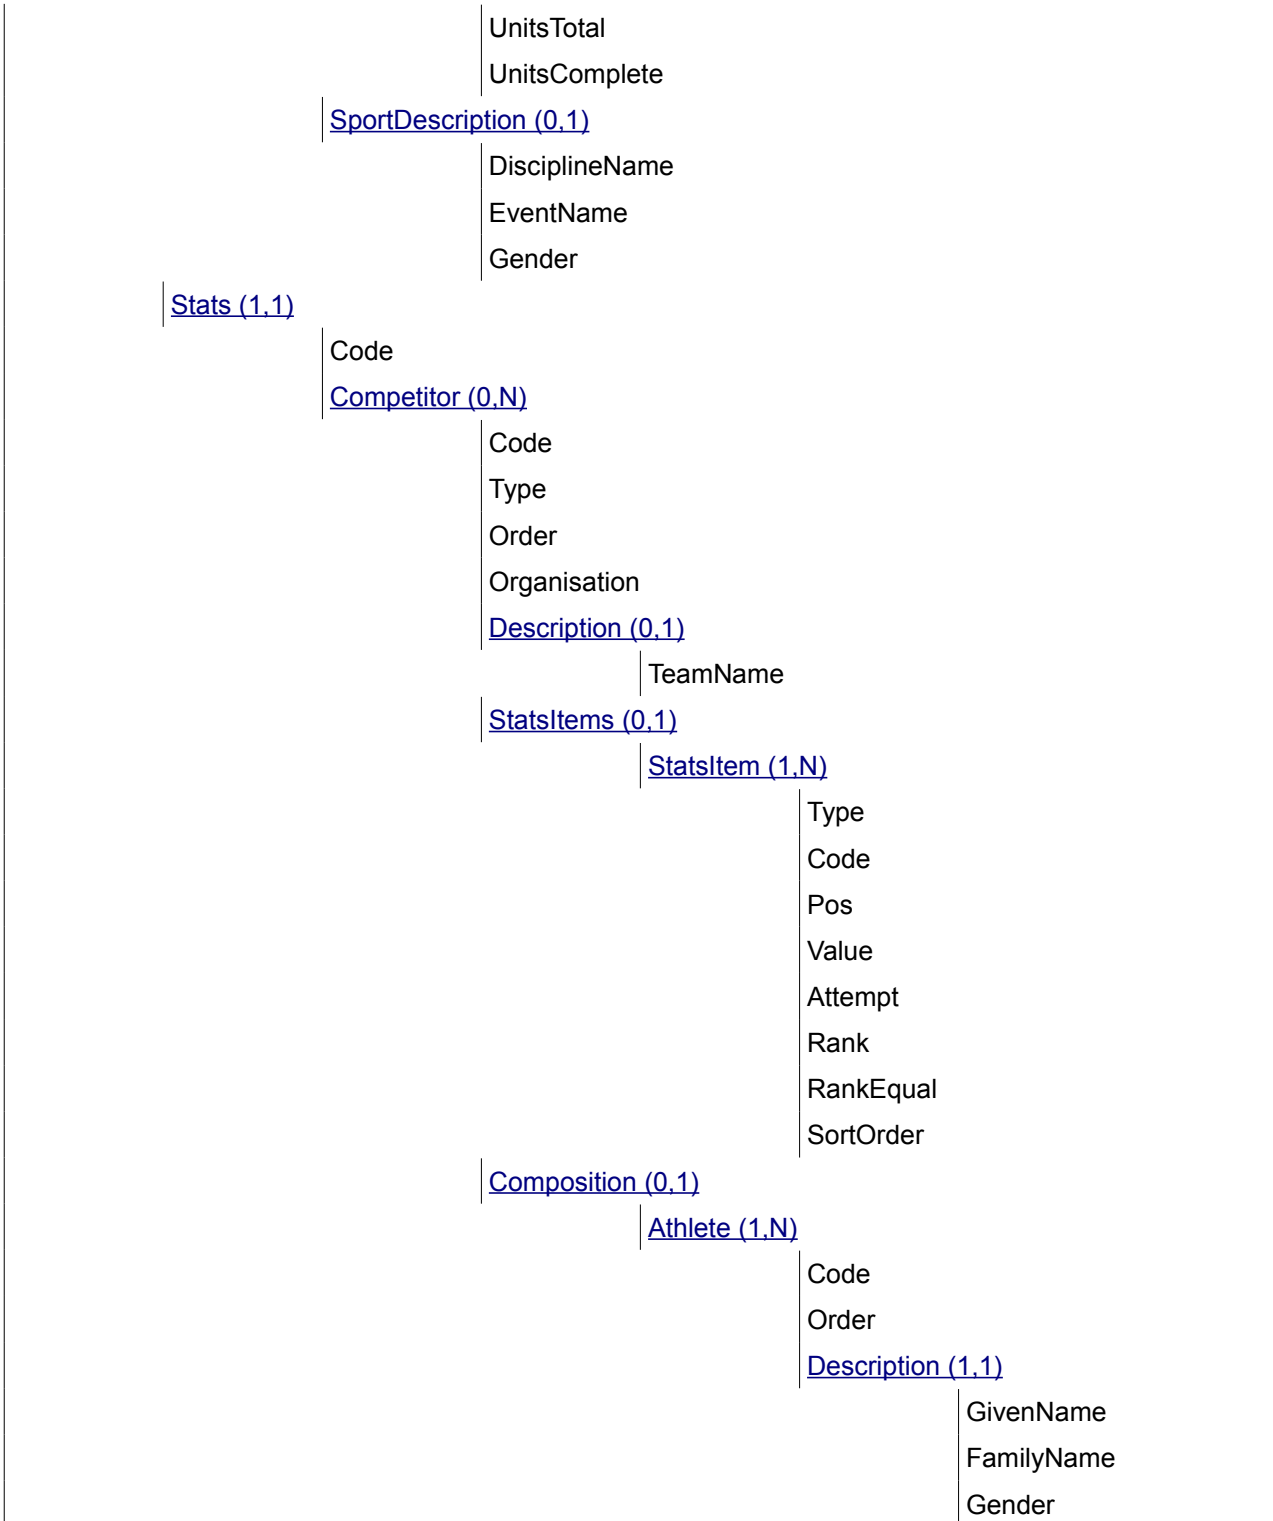 UnitsTotal
UnitsComplete
SportDescription (0,1)
DisciplineName
EventName
Gender
Stats (1,1)
Code
Competitor (0,N)
Code
Type
Order
Organisation
Description (0,1)
TeamName
StatsItems (0,1)
StatsItem (1,N)
Type
Code
Pos
Value
Attempt
Rank
RankEqual
SortOrder
Composition (0,1)
Athlete (1,N)
Code
Order
Description (1,1)
GivenName
FamilyName
Gender